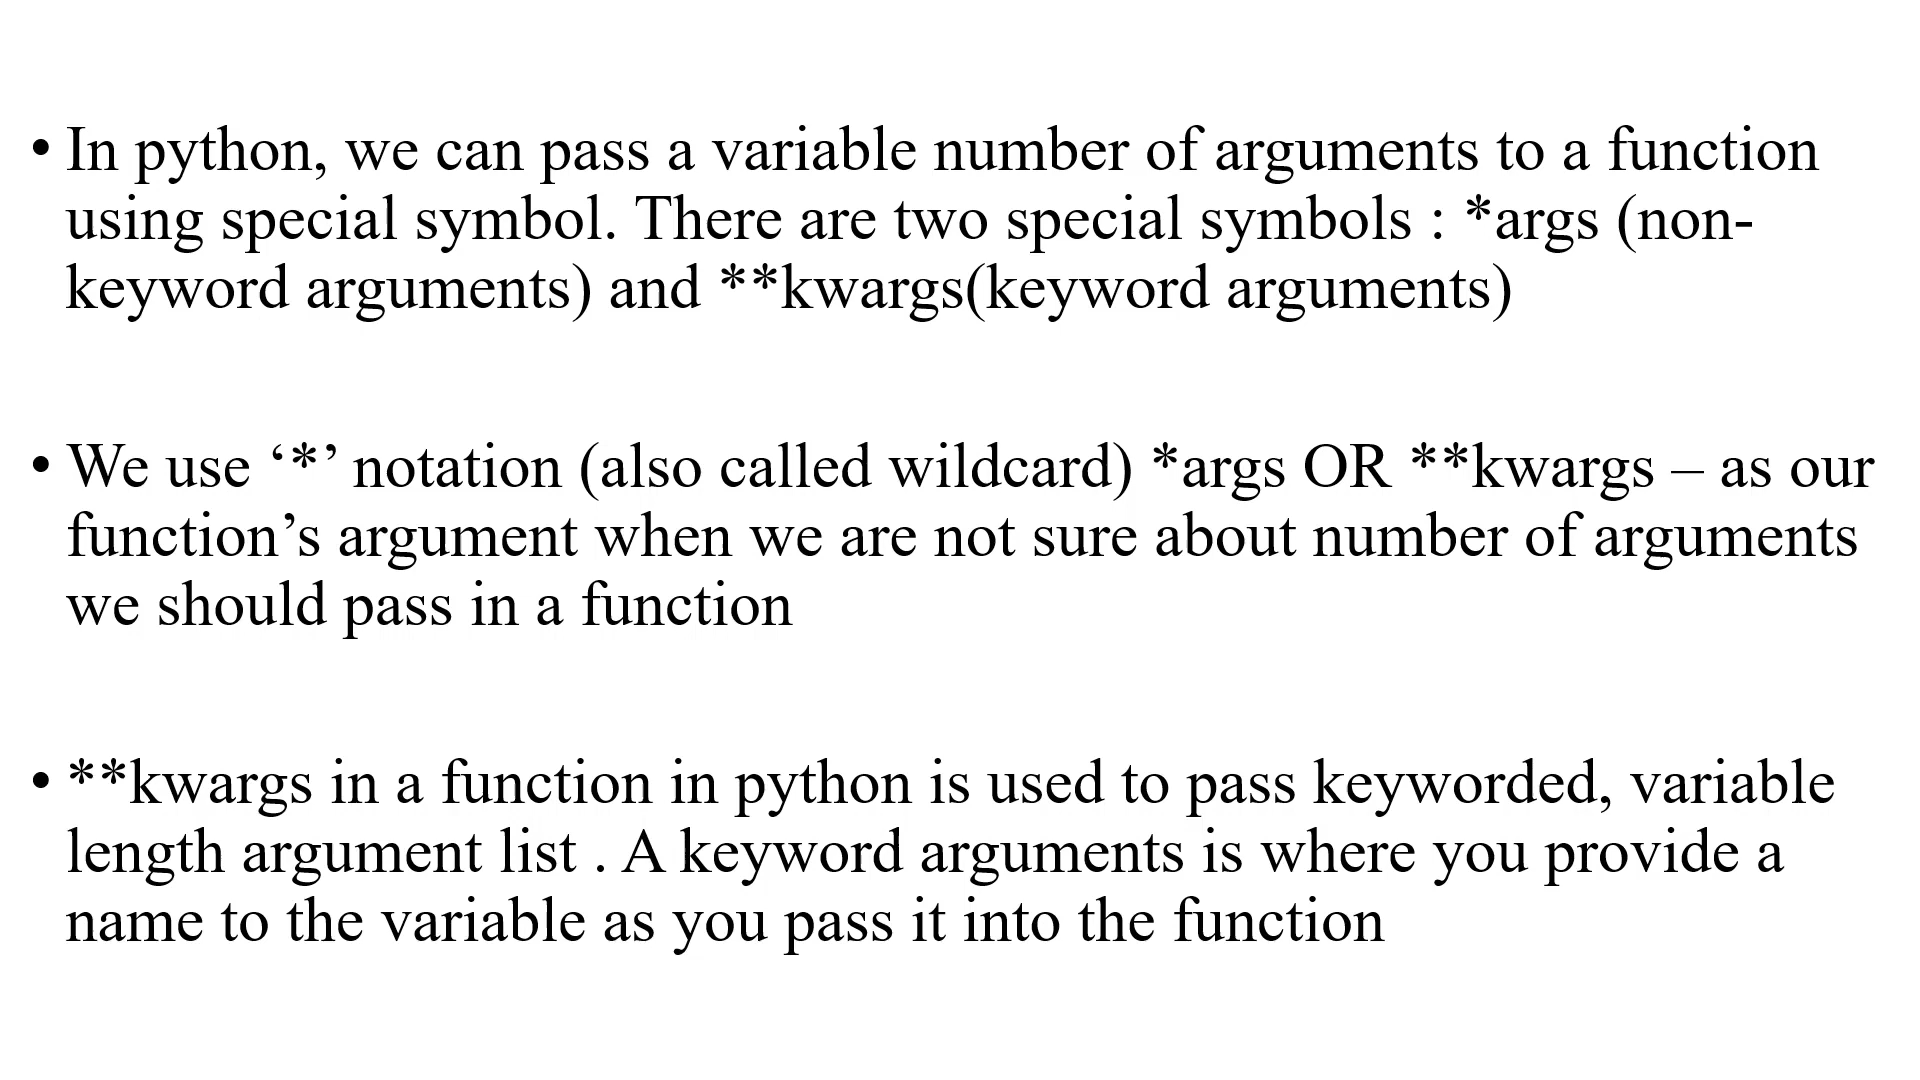 • In python, we can pass a variable number of arguments to a function
using special symbol. There are two special symbols : *args (non-
keyword arguments) and **kwargs(keyword arguments)
• We use ‘*’ notation (also called wildcard) *args OR **kwargs – as our
function’s argument when we are not sure about number of arguments
we should pass in a function
• **kwargs in a function in python is used to pass keyworded, variable
length argument list . A keyword arguments is where you provide a
name to the variable as you pass it into the function